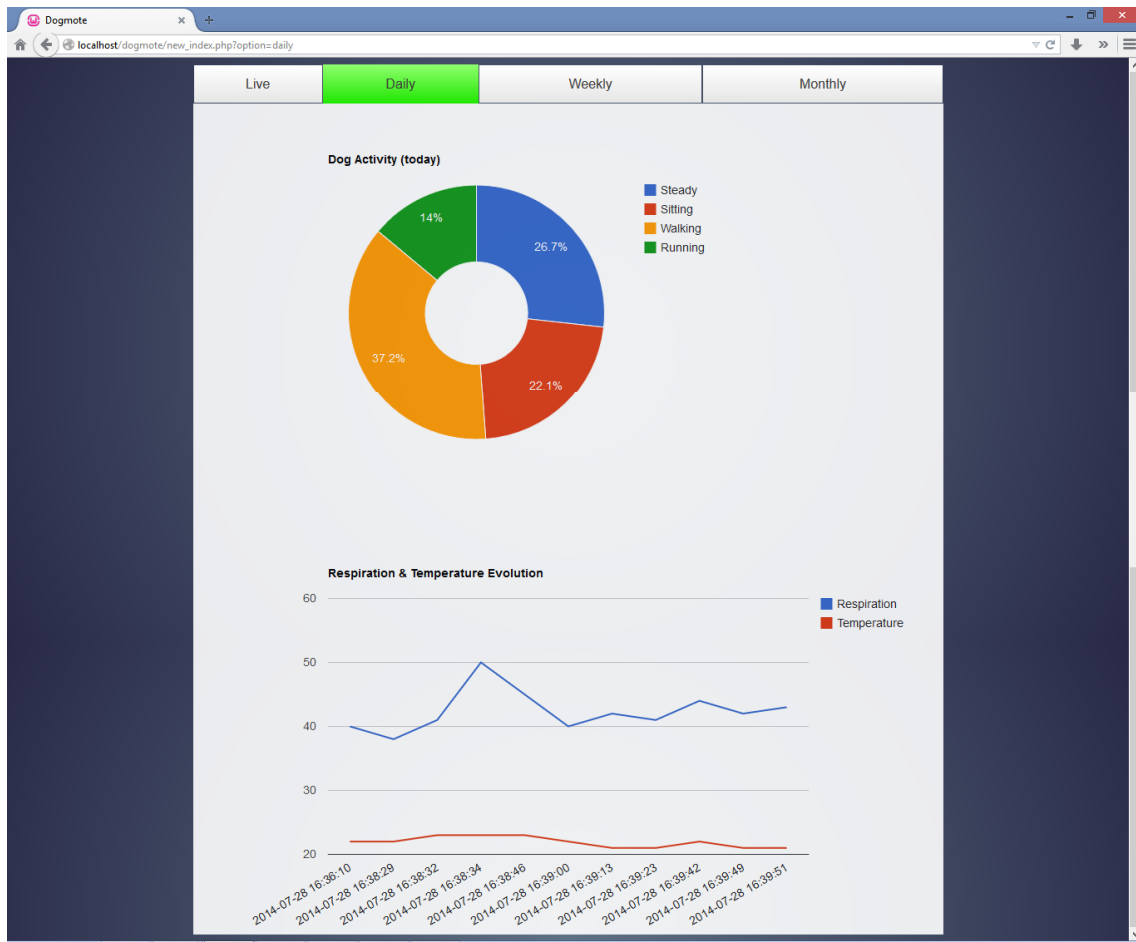 Dogmote
localhost/dogmote/new_index.php?option=daily
Live Daily Weekly Monthly
Dog Activity (today)
Steady
Sitting
Walking
Running
14%
26.7%
37.2%
22.1%
Respiration & Temperature Evolution
Respiration
Temperature
60
50
40
30
20
2014-07-28 16:36:10
2014-07-28 16:38:29
2014-07-28 16:38:32
2014-07-28 16:38:34
2014-07-28 16:38:46
2014-07-28 16:39:00
2014-07-28 16:39:13
2014-07-28 16:39:23
2014-07-28 16:39:42
2014-07-28 16:39:49
2014-07-28 16:39:51